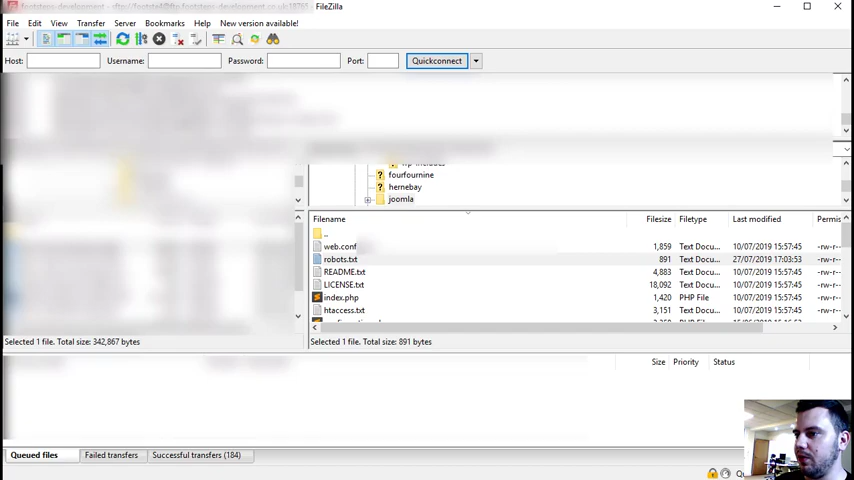 FileZilla
File Edit View Transfer Server Bookmarks Help New version available!
Host: Username: Password: Port: Quickconnect
fourfournine
hernebay
joomla
Filename Filesize Filetype Last modified Permis
..
web.conf 1,859 Text Docu... 10/07/2019 15:57:45 -rw-r--
robots.txt 891 Text Docu... 27/07/2019 17:03:53 -rw-r--
README.txt 4,883 Text Docu... 10/07/2019 15:57:45 -rw-r--
LICENSE.txt 18,092 Text Docu... 10/07/2019 15:57:45 -rw-r--
index.php 1,420 PHP File 10/07/2019 15:57:45 -rw-r--
htaccess.txt 3,151 Text Docu... 10/07/2019 15:57:45 -rw-r--
Selected 1 file. Total size: 342,867 bytes Selected 1 file. Total size: 891 bytes
Size Priority Status
Queued files Failed transfers Successful transfers (184)